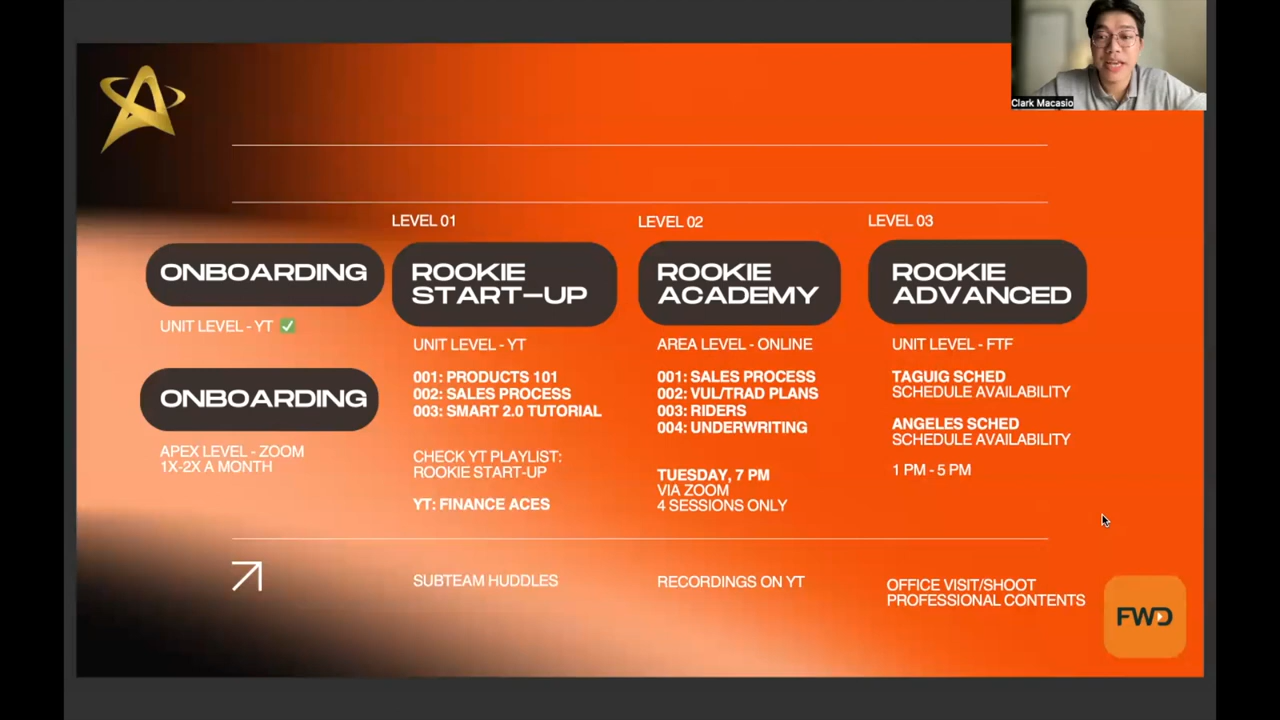 Clark Macasio
LEVEL 01
LEVEL 02
LEVEL 03
ONBOARDING
UNIT LEVEL - YT ✅
ONBOARDING
APEX LEVEL - ZOOM
1X-2X A MONTH
ROOKIE
START-UP
UNIT LEVEL - YT
001: PRODUCTS 101
002: SALES PROCESS
003: SMART 2.0 TUTORIAL
CHECK YT PLAYLIST:
ROOKIE START-UP
YT: FINANCE ACES
ROOKIE
ACADEMY
AREA LEVEL - ONLINE
001: SALES PROCESS
002: VUL/TRAD PLANS
003: RIDERS
004: UNDERWRITING
TUESDAY, 7 PM
VIA ZOOM
4 SESSIONS ONLY
ROOKIE
ADVANCED
UNIT LEVEL - FTF
TAGUIG SCHED
SCHEDULE AVAILABILITY
ANGELES SCHED
SCHEDULE AVAILABILITY
1 PM - 5 PM
SUBTEAM HUDDLES
RECORDINGS ON YT
OFFICE VISIT/SHOOT
PROFESSIONAL CONTENTS
FWD